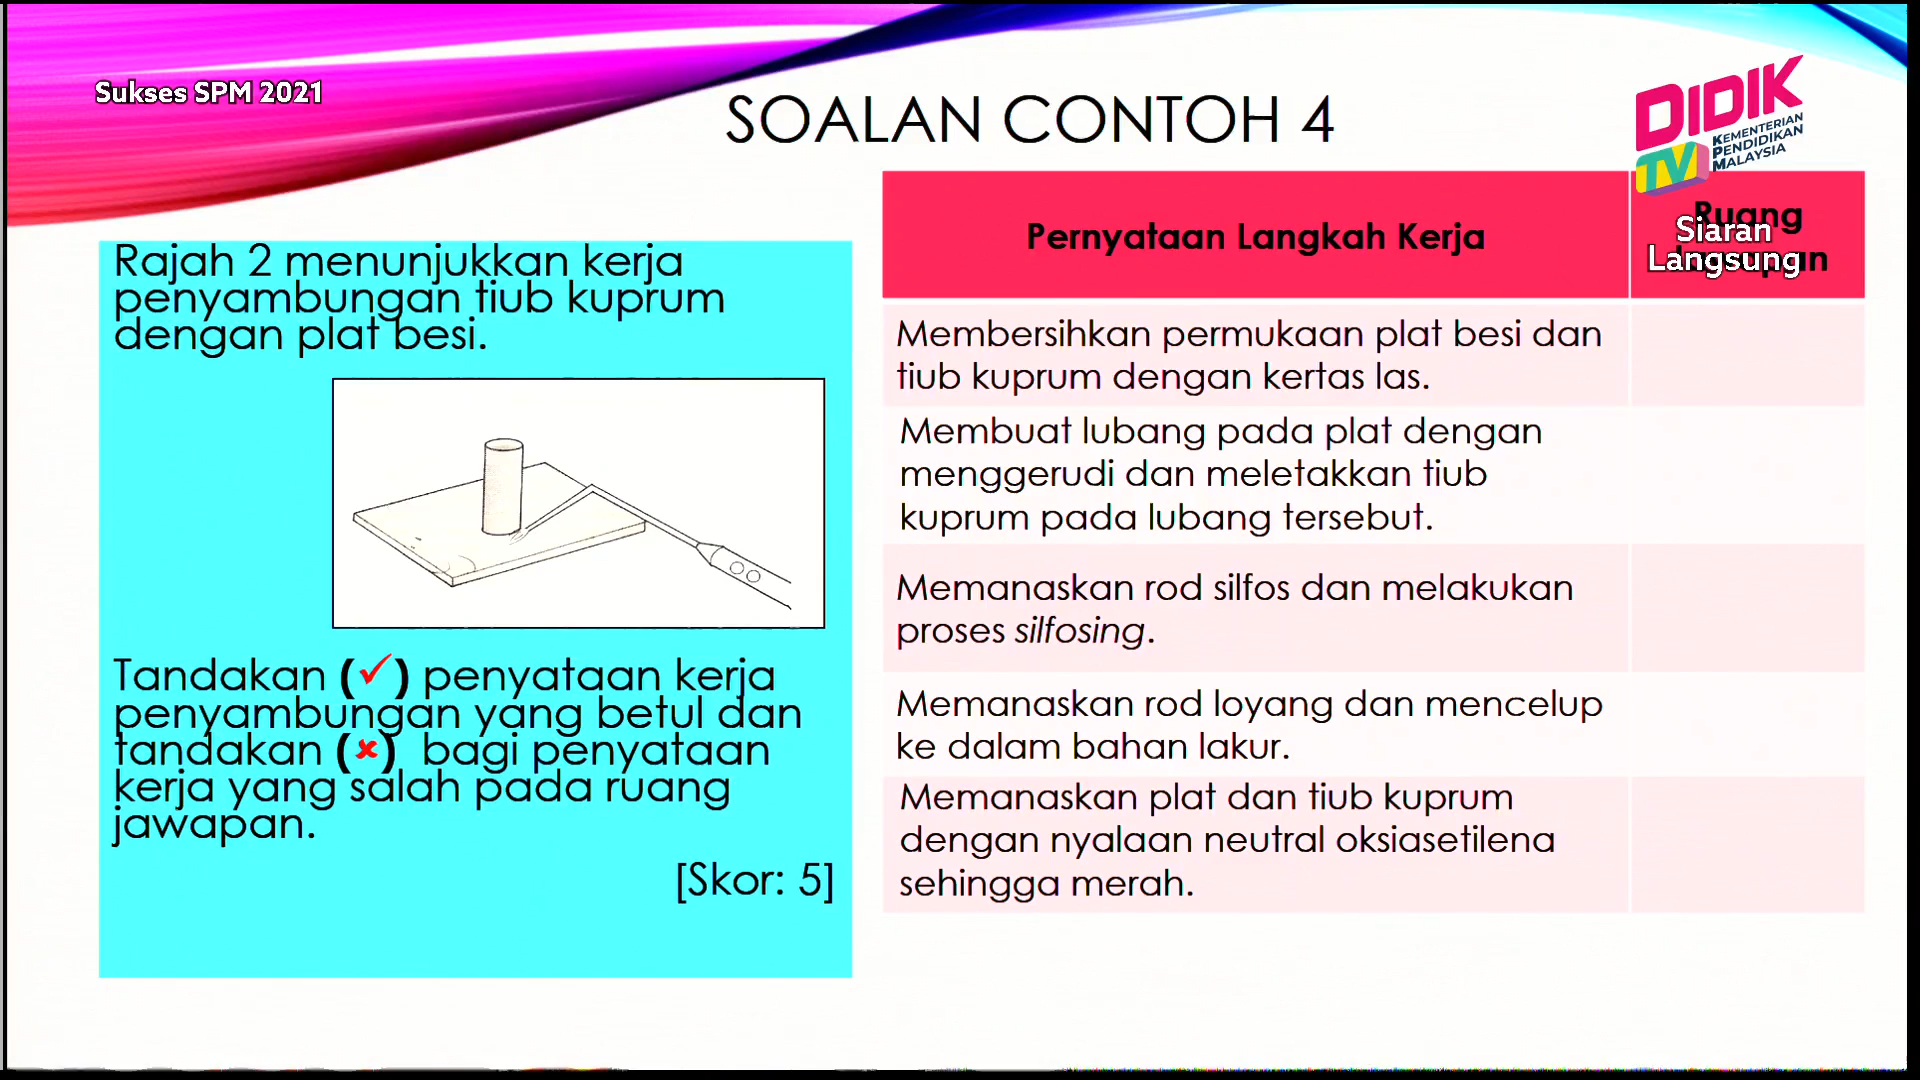 Sukses SPM 2021
SOALAN CONTOH 4
DIDIK
TV
KEMENTERIAN
PENDIDIKAN
MALAYSIA
Siaran
Langsung
Rajah 2 menunjukkan kerja
penyambungan tiub kuprum
dengan plat besi.
Tandakan (✓) penyataan kerja
penyambungan yang betul dan
tandakan (✘) bagi penyataan
kerja yang salah pada ruang
jawapan.
[Skor: 5]
Pernyataan Langkah Kerja
Ruang
Membersihkan permukaan plat besi dan
tiub kuprum dengan kertas las.
Membuat lubang pada plat dengan
menggerudi dan meletakkan tiub
kuprum pada lubang tersebut.
Memanaskan rod silfos dan melakukan
proses silfosing.
Memanaskan rod loyang dan mencelup
ke dalam bahan lakur.
Memanaskan plat dan tiub kuprum
dengan nyalaan neutral oksiasetilena
sehingga merah.